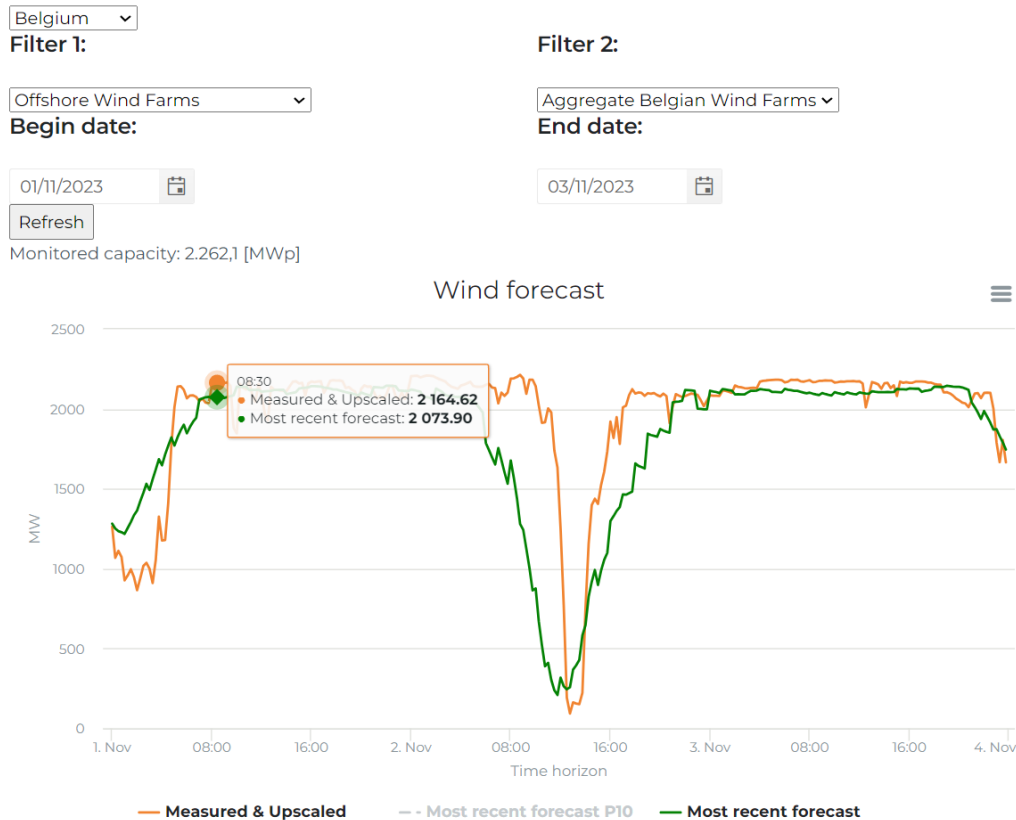 Belgium
Filter 1:
Filter 2:
Offshore Wind Farms
Aggregate Belgian Wind Farms
Begin date:
End date:
01/11/2023
03/11/2023
Refresh
Monitored capacity: 2.262,1 [MWp]
Wind forecast
2500
2000
1500
1000
500
0
MW
08:30
Measured & Upscaled: 2 164.62
Most recent forecast: 2 073.90
1. Nov 08:00 16:00 2. Nov 08:00 16:00 3. Nov 08:00 16:00 4. Nov
Time horizon
Measured & Upscaled Most recent forecast P10 Most recent forecast